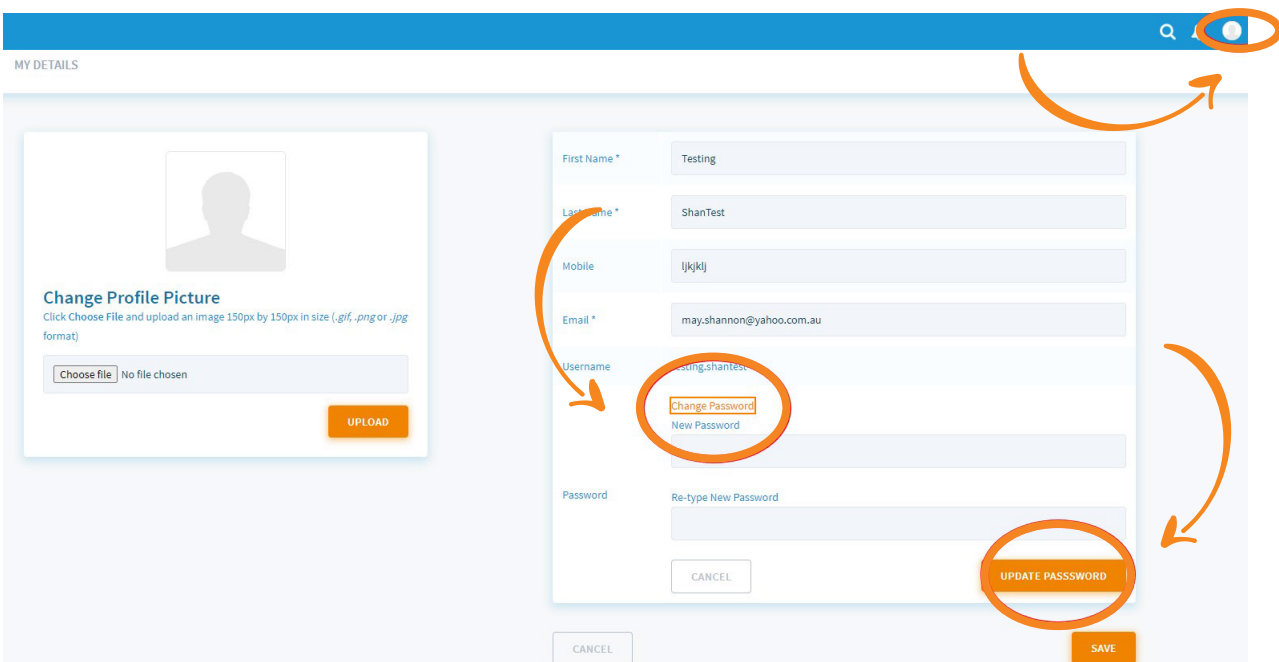 MY DETAILS
Change Profile Picture
Click Choose File and upload an image 150px by 150px in size (.gif, .png or .jpg
format)
Choose file No file chosen
UPLOAD
First Name * Testing
Last Name * ShanTest
Mobile ljkjklj
Email * may.shannon@yahoo.com.au
Username testing.shantest
Change Password
New Password
Password Re-type New Password
CANCEL UPDATE PASSSWORD
CANCEL SAVE